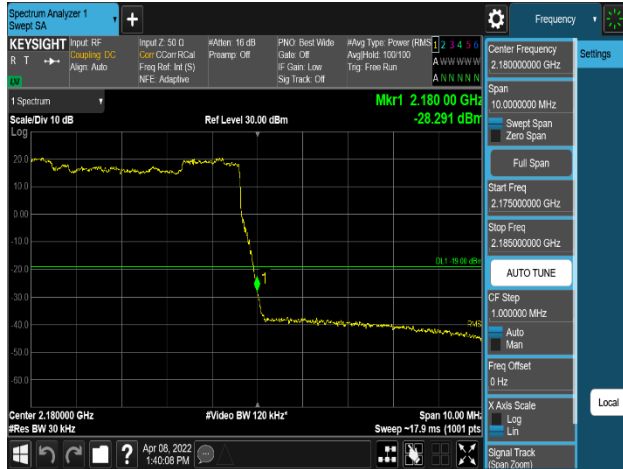 Spectrum Analyzer 1
Swept SA
Frequency
KEYSIGHT
R T
LXI
Input: RF
Coupling: DC
Align: Auto
Input Z: 50 Ω
Corr CCorr RCal
Freq Ref: Int (S)
NFE: Adaptive
#Atten: 16 dB
Preamp: Off
PNO: Best Wide
Gate: Off
IF Gain: Low
Sig Track: Off
#Avg Type: Power (RMS
Avg|Hold: 100/100
Trig: Free Run
1 2 3 4 5 6
A W W W W W
A N N N N N
1 Spectrum
Scale/Div 10 dB
Ref Level 30.00 dBm
Mkr1 2.180 00 GHz
-28.291 dBm
Log
20.0
10.0
0.00
-10.0
-20.0
-30.0
-40.0
-50.0
-60.0
DL1 -19.00 dBm
1
RMS
Center 2.180000 GHz
#Res BW 30 kHz
#Video BW 120 kHz*
Span 10.00 MHz
Sweep ~17.9 ms (1001 pts
?
Apr 08, 2022
1:40:08 PM
Center Frequency
2.180000000 GHz
Span
10.0000000 MHz
Swept Span
Zero Span
Full Span
Start Freq
2.175000000 GHz
Stop Freq
2.185000000 GHz
AUTO TUNE
CF Step
1.000000 MHz
Auto
Man
Freq Offset
0 Hz
X Axis Scale
Log
Lin
Signal Track
(Span Zoom)
Settings
Local